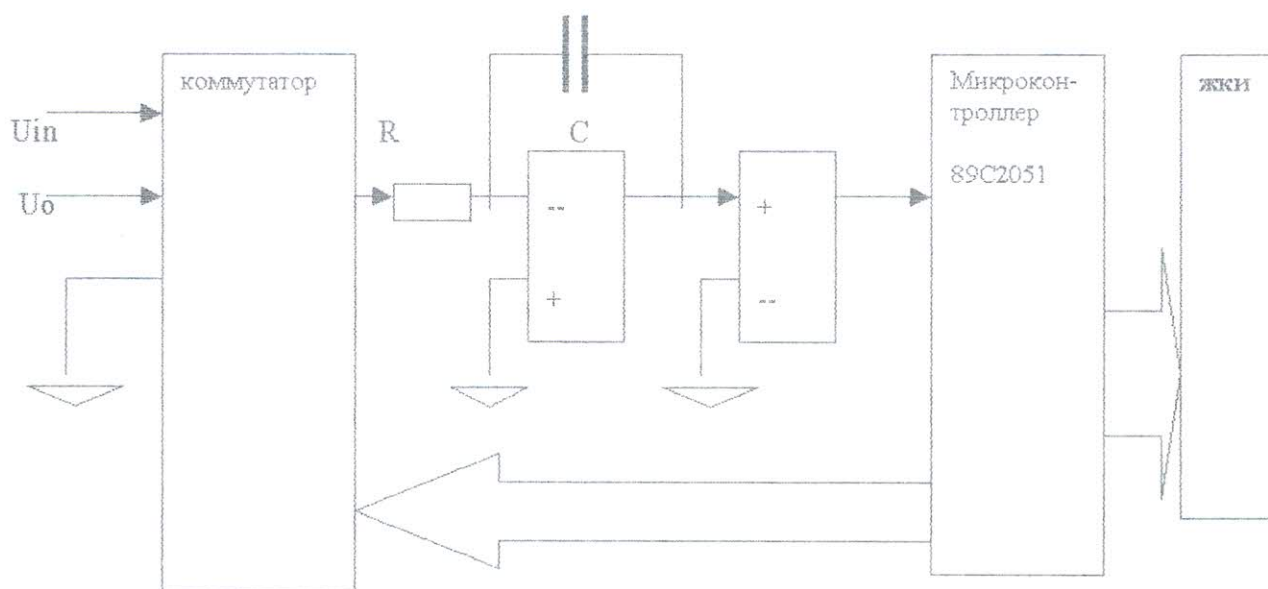 коммутатор
Микрокон-
троллер
89C2051
жки
Uin
Uo
R
C
--
+
+
--